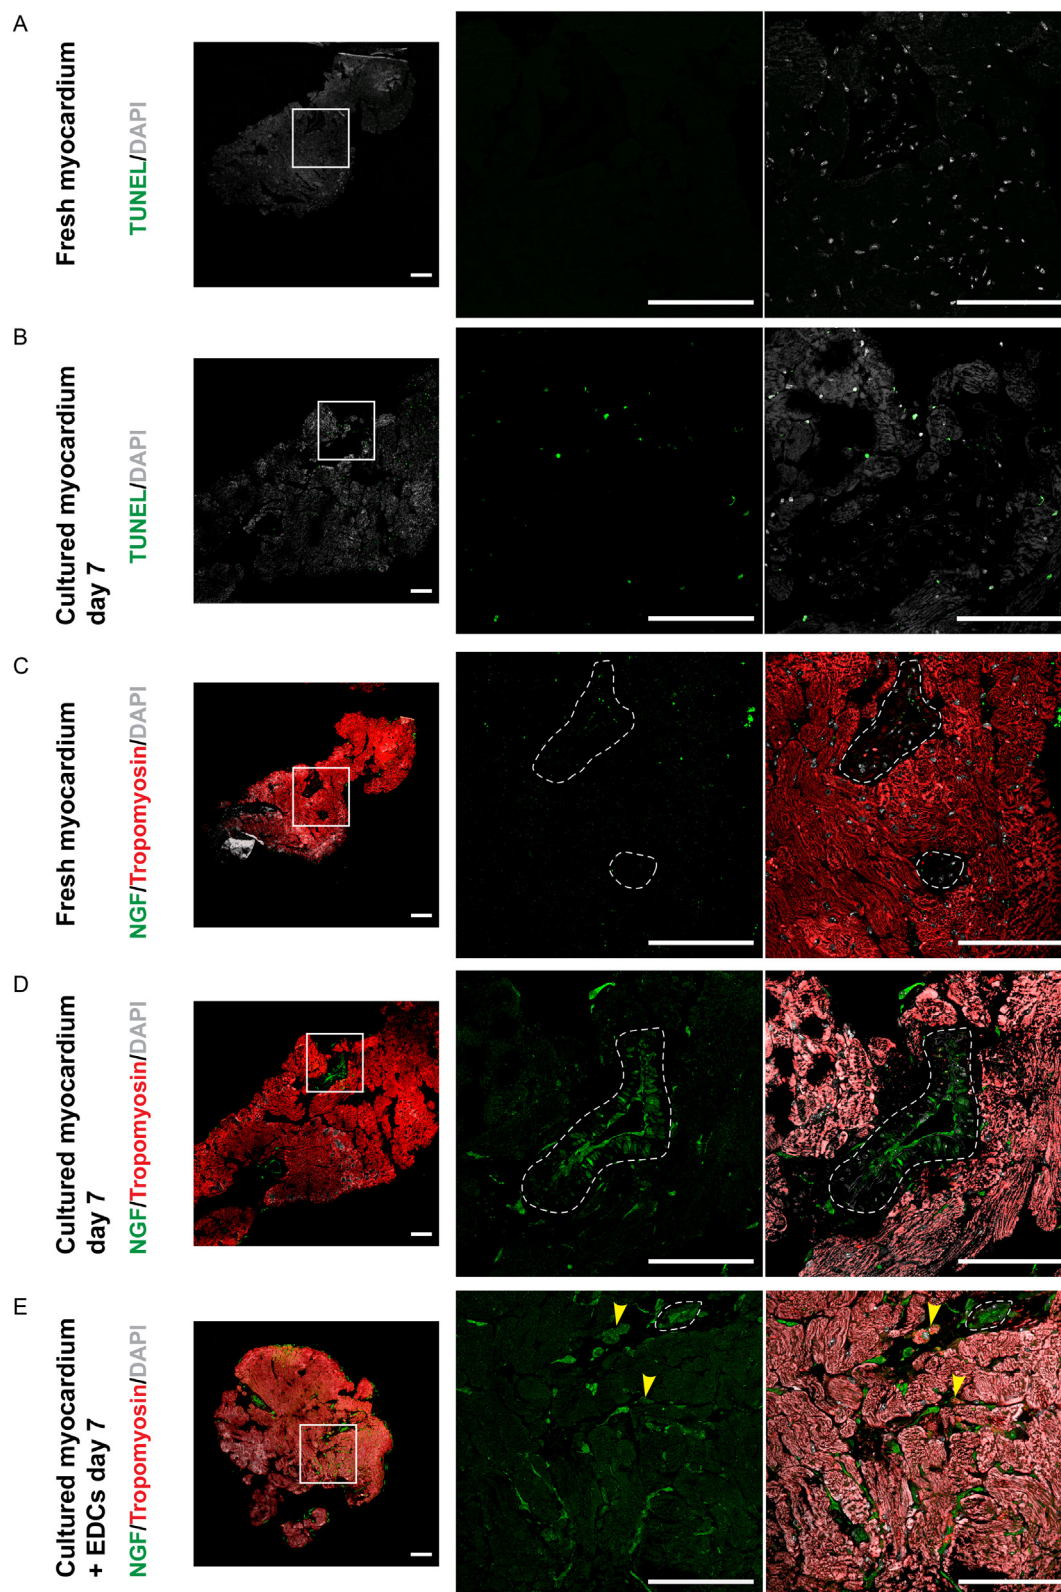 A
Fresh myocardium
TUNEL/DAPI
B
Cultured myocardium
day 7
TUNEL/DAPI
C
Fresh myocardium
NGF/Tropomyosin/DAPI
D
Cultured myocardium
day 7
NGF/Tropomyosin/DAPI
E
Cultured myocardium
+ EDCs day 7
NGF/Tropomyosin/DAPI